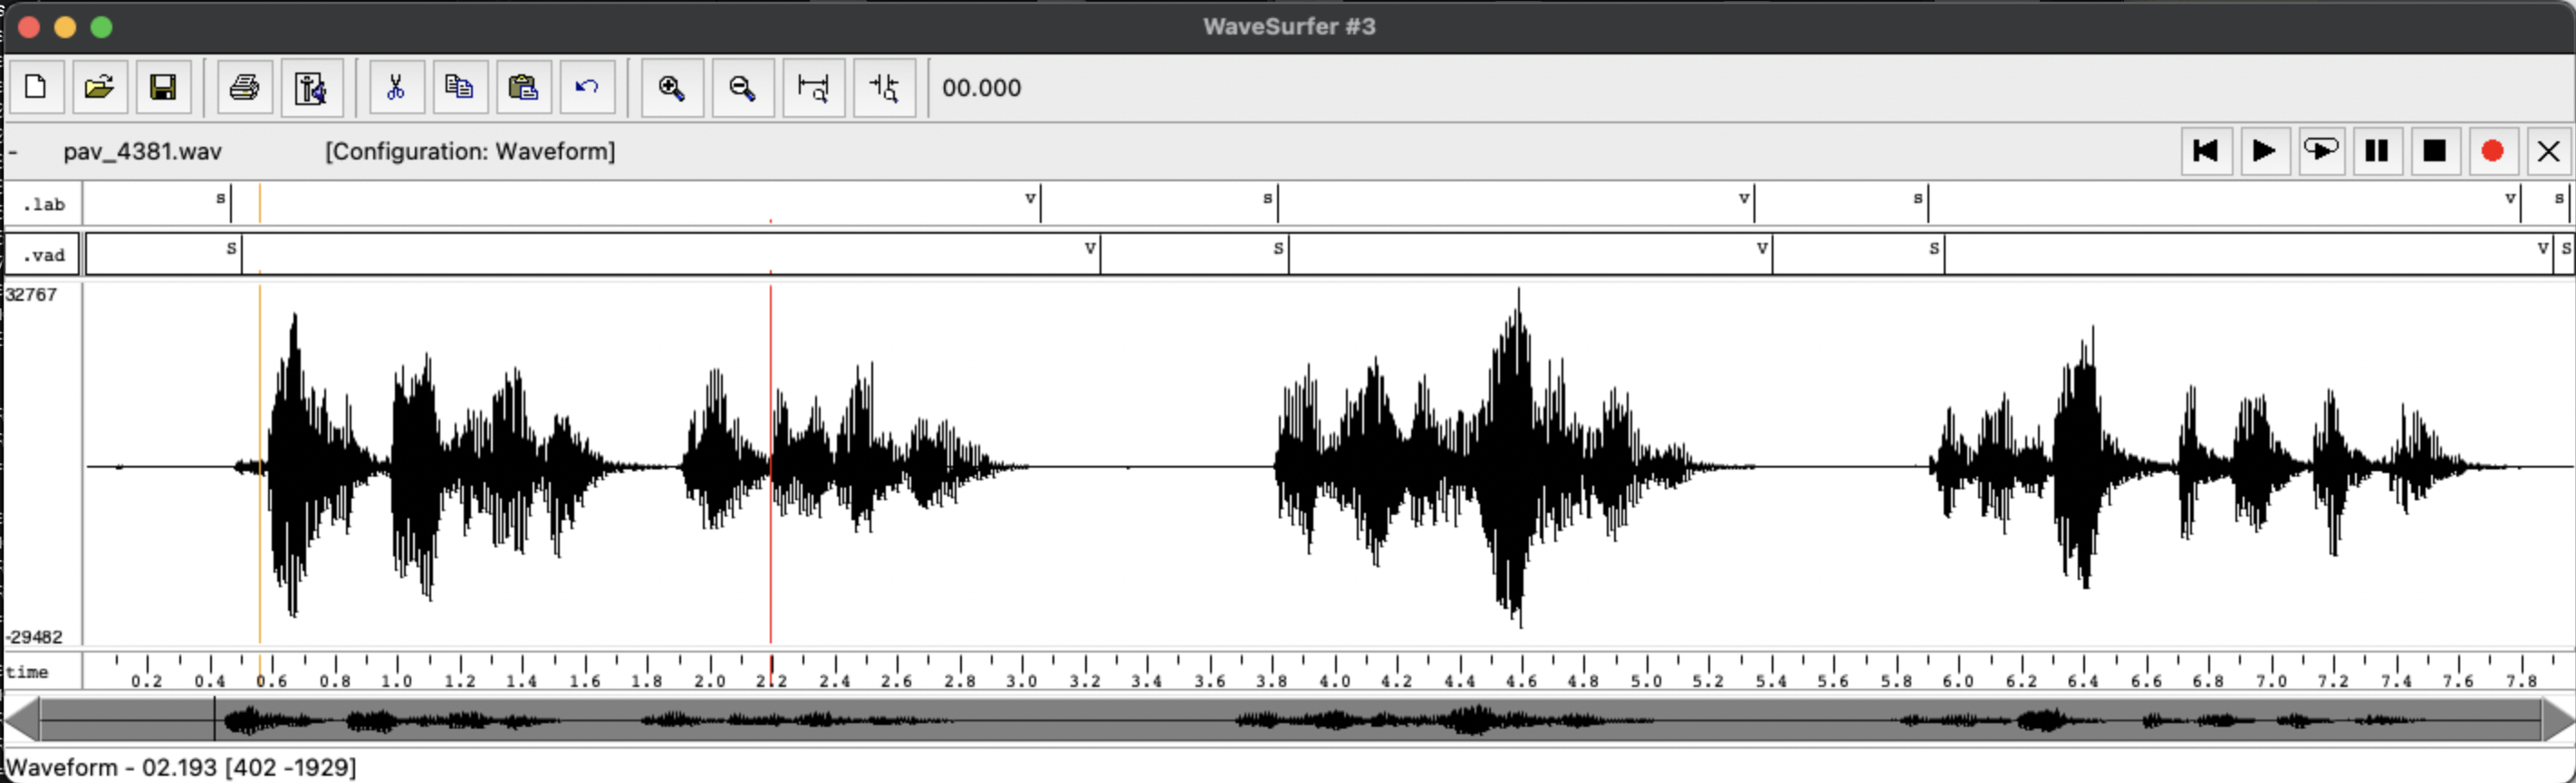 WaveSurfer #3
00.000
- pav_4381.wav [Configuration: Waveform]
.lab s v s v s v s
.vad s v s v s v s
32767
-29482
time 0.2 0.4 0.6 0.8 1.0 1.2 1.4 1.6 1.8 2.0 2.2 2.4 2.6 2.8 3.0 3.2 3.4 3.6 3.8 4.0 4.2 4.4 4.6 4.8 5.0 5.2 5.4 5.6 5.8 6.0 6.2 6.4 6.6 6.8 7.0 7.2 7.4 7.6 7.8
Waveform - 02.193 [402 -1929]